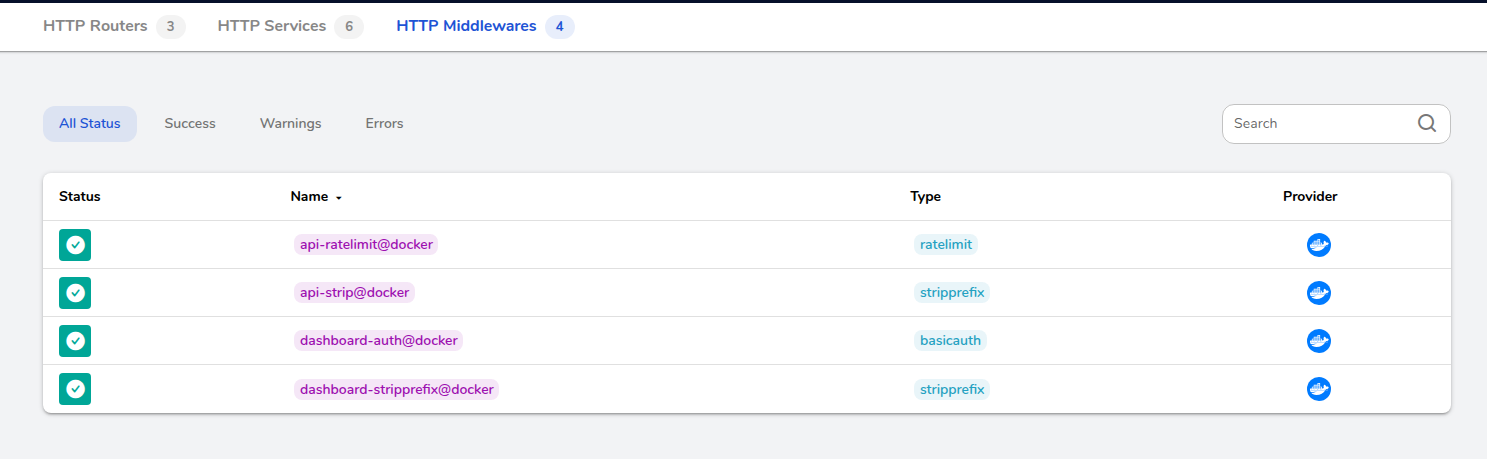 HTTP Routers 3 HTTP Services 6 HTTP Middlewares 4
All Status Success Warnings Errors Search
Status Name Type Provider
api-ratelimit@docker ratelimit
api-strip@docker stripprefix
dashboard-auth@docker basicauth
dashboard-stripprefix@docker stripprefix